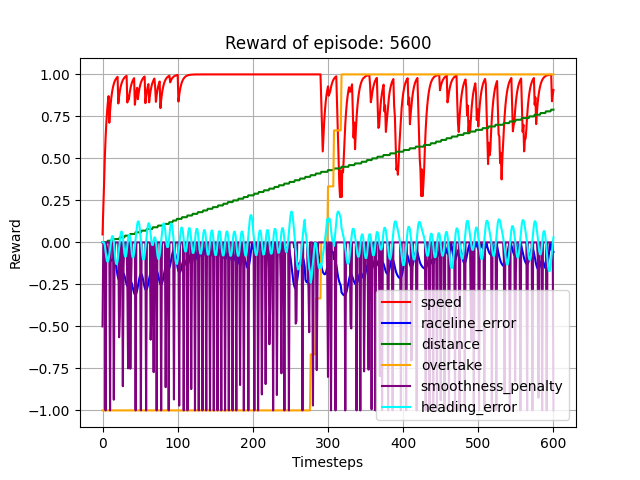 Reward of episode: 5600
1.00
0.75
0.50
0.25
0.00
−0.25
−0.50
−0.75
−1.00
Reward
speed
raceline_error
distance
overtake
smoothness_penalty
heading_error
0 100 200 300 400 500 600
Timesteps